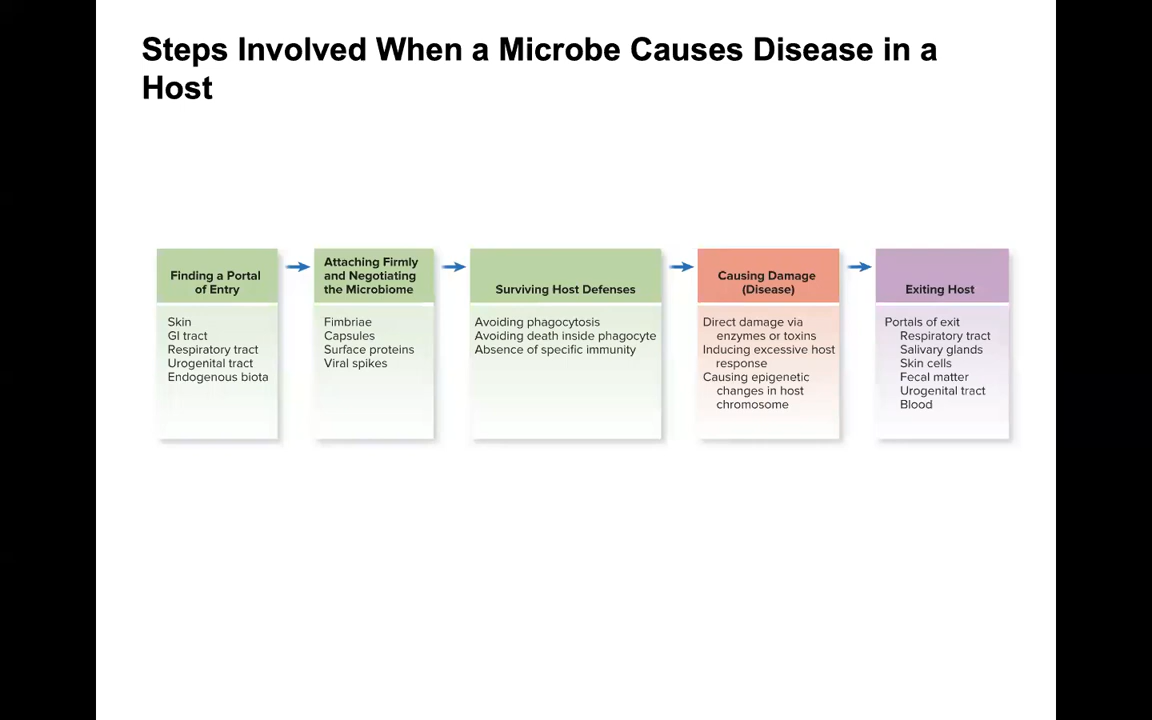 Steps Involved When a Microbe Causes Disease in a
Host
Finding a Portal
of Entry
Skin
GI tract
Respiratory tract
Urogenital tract
Endogenous biota
Attaching Firmly
and Negotiating
the Microbiome
Fimbriae
Capsules
Surface proteins
Viral spikes
Surviving Host Defenses
Avoiding phagocytosis
Avoiding death inside phagocyte
Absence of specific immunity
Causing Damage
(Disease)
Direct damage via
enzymes or toxins
Inducing excessive host
response
Causing epigenetic
changes in host
chromosome
Exiting Host
Portals of exit
Respiratory tract
Salivary glands
Skin cells
Fecal matter
Urogenital tract
Blood